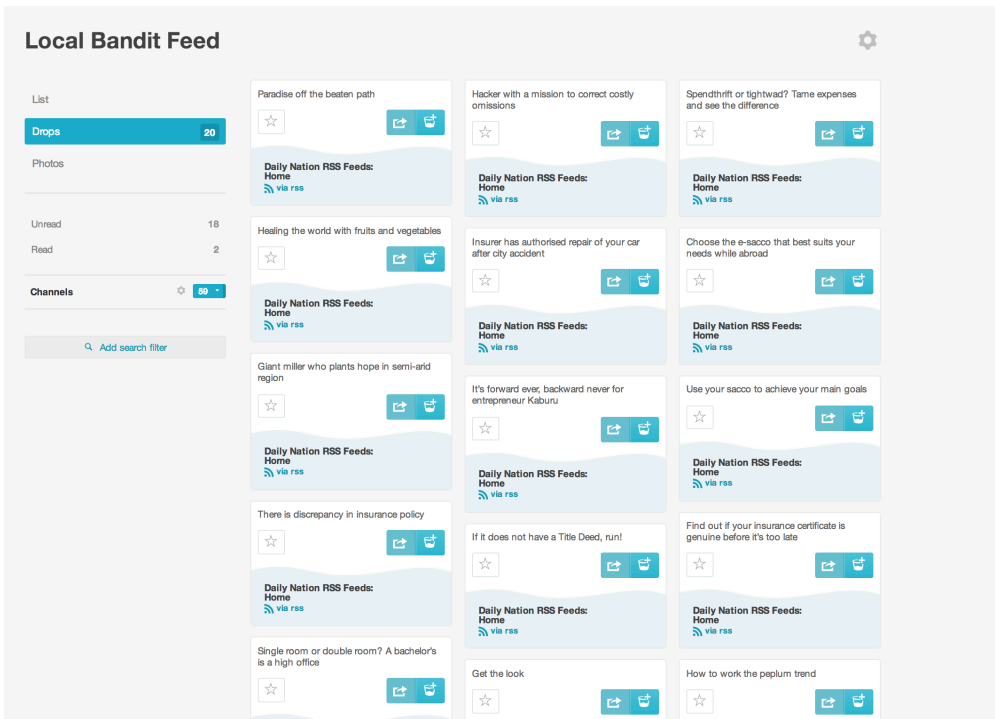 Local Bandit Feed
List
Drops 20
Photos
Unread 18
Read 2
Channels 59
Add search filter
Paradise off the beaten path
Daily Nation RSS Feeds:
Home
via rss
Healing the world with fruits and vegetables
Daily Nation RSS Feeds:
Home
via rss
Giant miller who plants hope in semi-arid
region
Daily Nation RSS Feeds:
Home
via rss
There is discrepancy in insurance policy
Daily Nation RSS Feeds:
Home
via rss
Single room or double room? A bachelor's
is a high office
Hacker with a mission to correct costly
omissions
Daily Nation RSS Feeds:
Home
via rss
Insurer has authorised repair of your car
after city accident
Daily Nation RSS Feeds:
Home
via rss
It's forward ever, backward never for
entrepreneur Kaburu
Daily Nation RSS Feeds:
Home
via rss
If it does not have a Title Deed, run!
Daily Nation RSS Feeds:
Home
via rss
Get the look
Spendthrift or tightwad? Tame expenses
and see the difference
Daily Nation RSS Feeds:
Home
via rss
Choose the e-sacco that best suits your
needs while abroad
Daily Nation RSS Feeds:
Home
via rss
Use your sacco to achieve your main goals
Daily Nation RSS Feeds:
Home
via rss
Find out if your insurance certificate is
genuine before it's too late
Daily Nation RSS Feeds:
Home
via rss
How to work the peplum trend